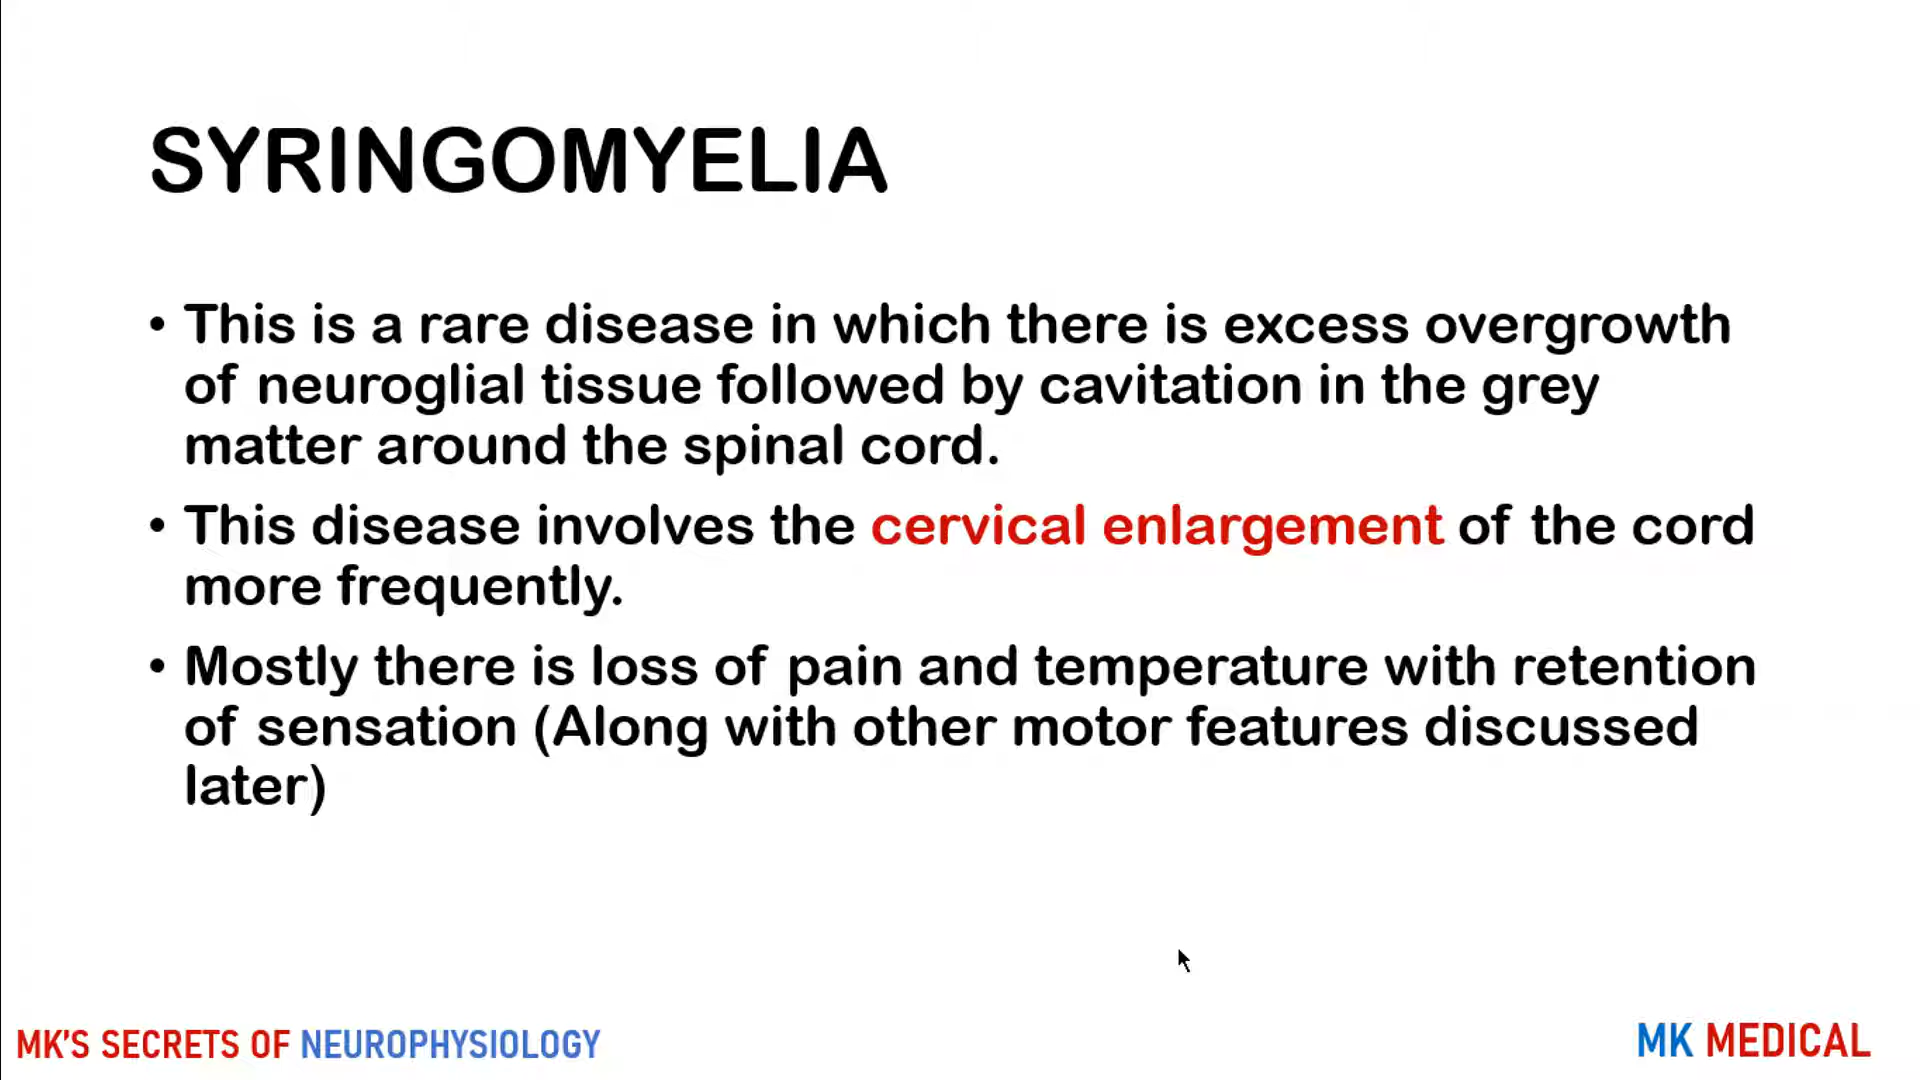 SYRINGOMYELIA
• This is a rare disease in which there is excess overgrowth
of neuroglial tissue followed by cavitation in the grey
matter around the spinal cord.
• This disease involves the cervical enlargement of the cord
more frequently.
• Mostly there is loss of pain and temperature with retention
of sensation (Along with other motor features discussed
later)
MK'S SECRETS OF NEUROPHYSIOLOGY
MK MEDICAL